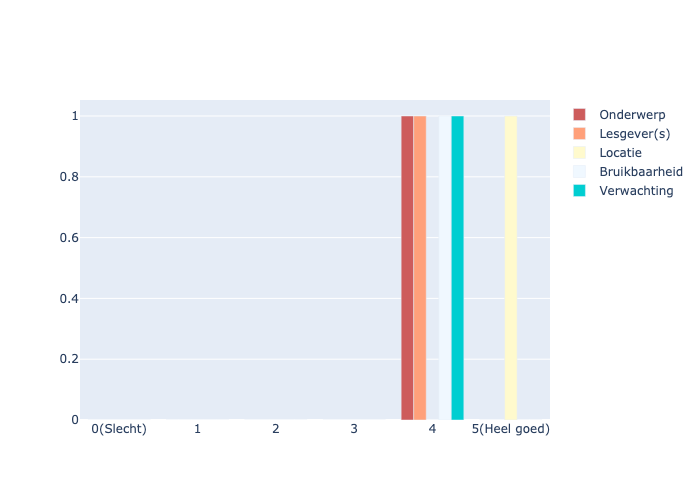 1
0.8
0.6
0.4
0.2
0
0(Slecht)
1
2
3
4
5(Heel goed)
Onderwerp
Lesgever(s)
Locatie
Bruikbaarheid
Verwachting